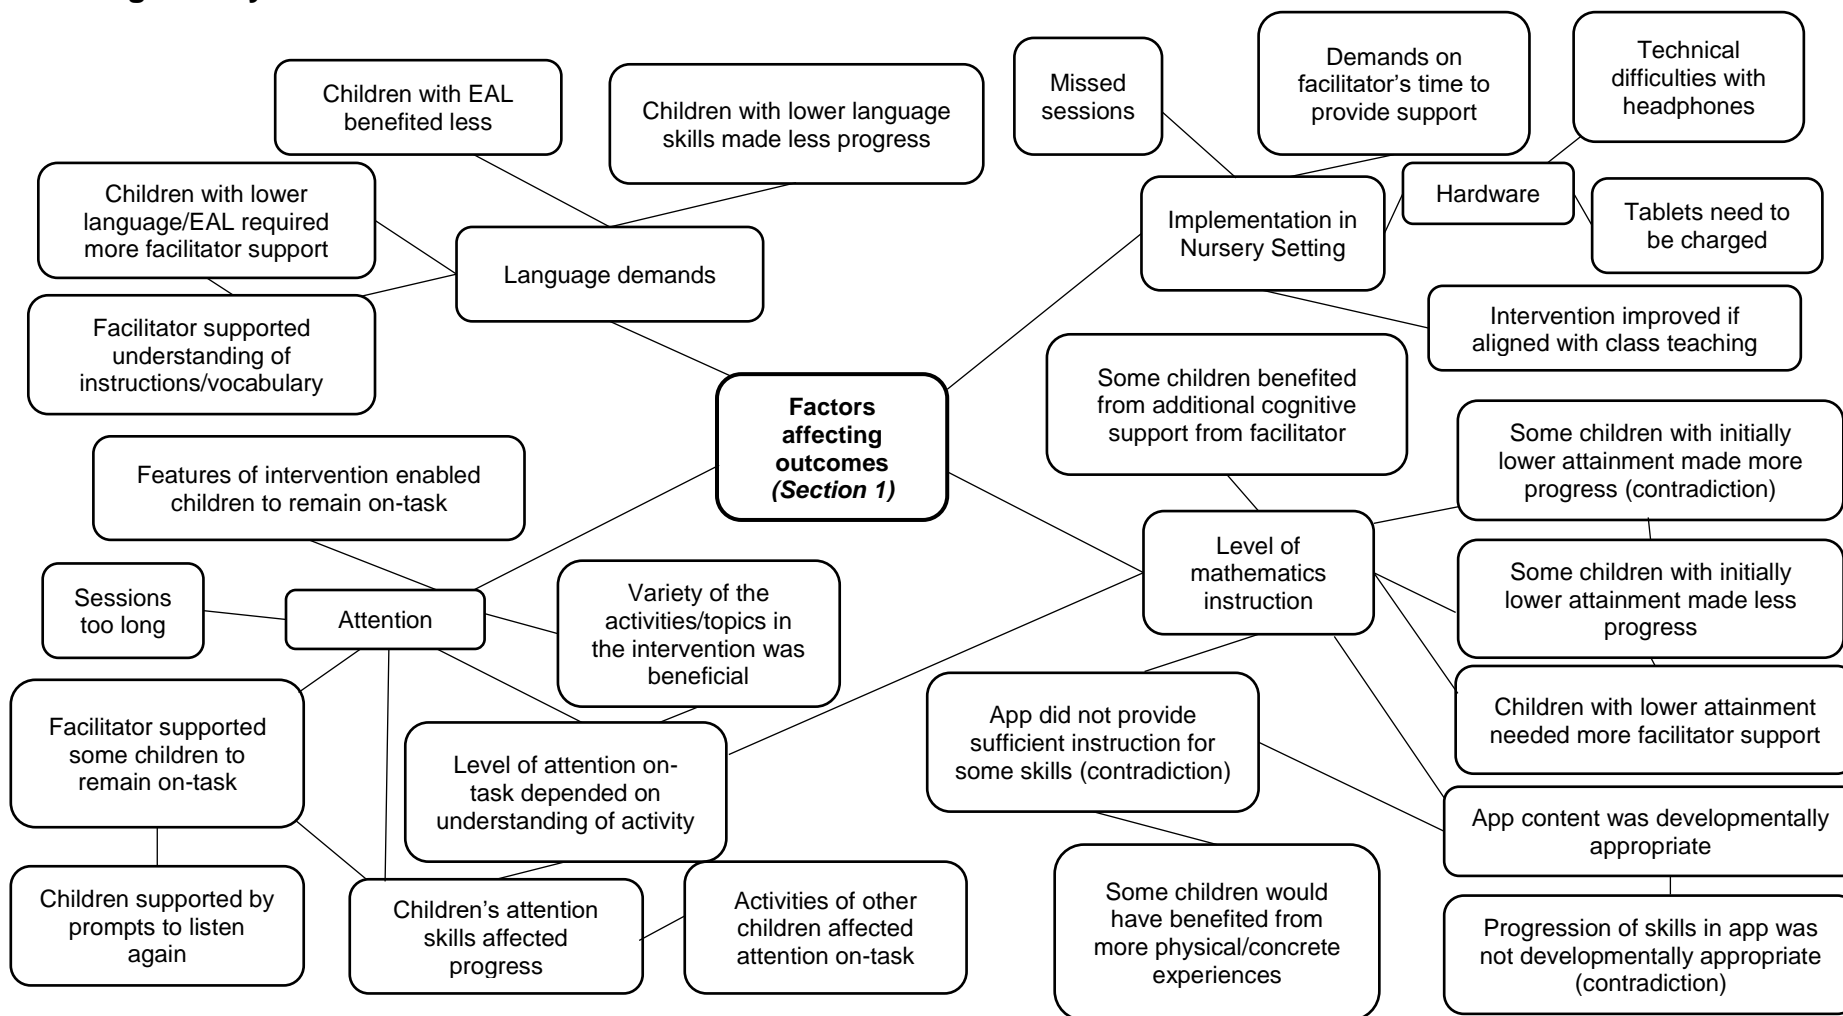 Children with EAL
benefited less
Children with lower language
skills made less progress
Children with lower
language/EAL required
more facilitator support
Language demands
Facilitator supported
understanding of
instructions/vocabulary
Missed
sessions
Demands on
facilitator's time to
provide support
Technical
difficulties with
headphones
Hardware
Implementation in
Nursery Setting
Tablets need to
be charged
Intervention improved if
aligned with class teaching
Factors
affecting
outcomes
(Section 1)
Some children benefited
from additional cognitive
support from facilitator
Some children with initially
lower attainment made more
progress (contradiction)
Level of
mathematics
instruction
Some children with initially
lower attainment made less
progress
Children with lower attainment
needed more facilitator support
App did not provide
sufficient instruction for
some skills (contradiction)
App content was developmentally
appropriate
Some children would
have benefited from
more physical/concrete
experiences
Progression of skills in app was
not developmentally appropriate
(contradiction)
Features of intervention enabled
children to remain on-task
Sessions
too long
Attention
Variety of the
activities/topics in
the intervention was
beneficial
Facilitator supported
some children to
remain on-task
Level of attention on-
task depended on
understanding of activity
Children supported by
prompts to listen
again
Children's attention
skills affected
progress
Activities of other
children affected
attention on-task